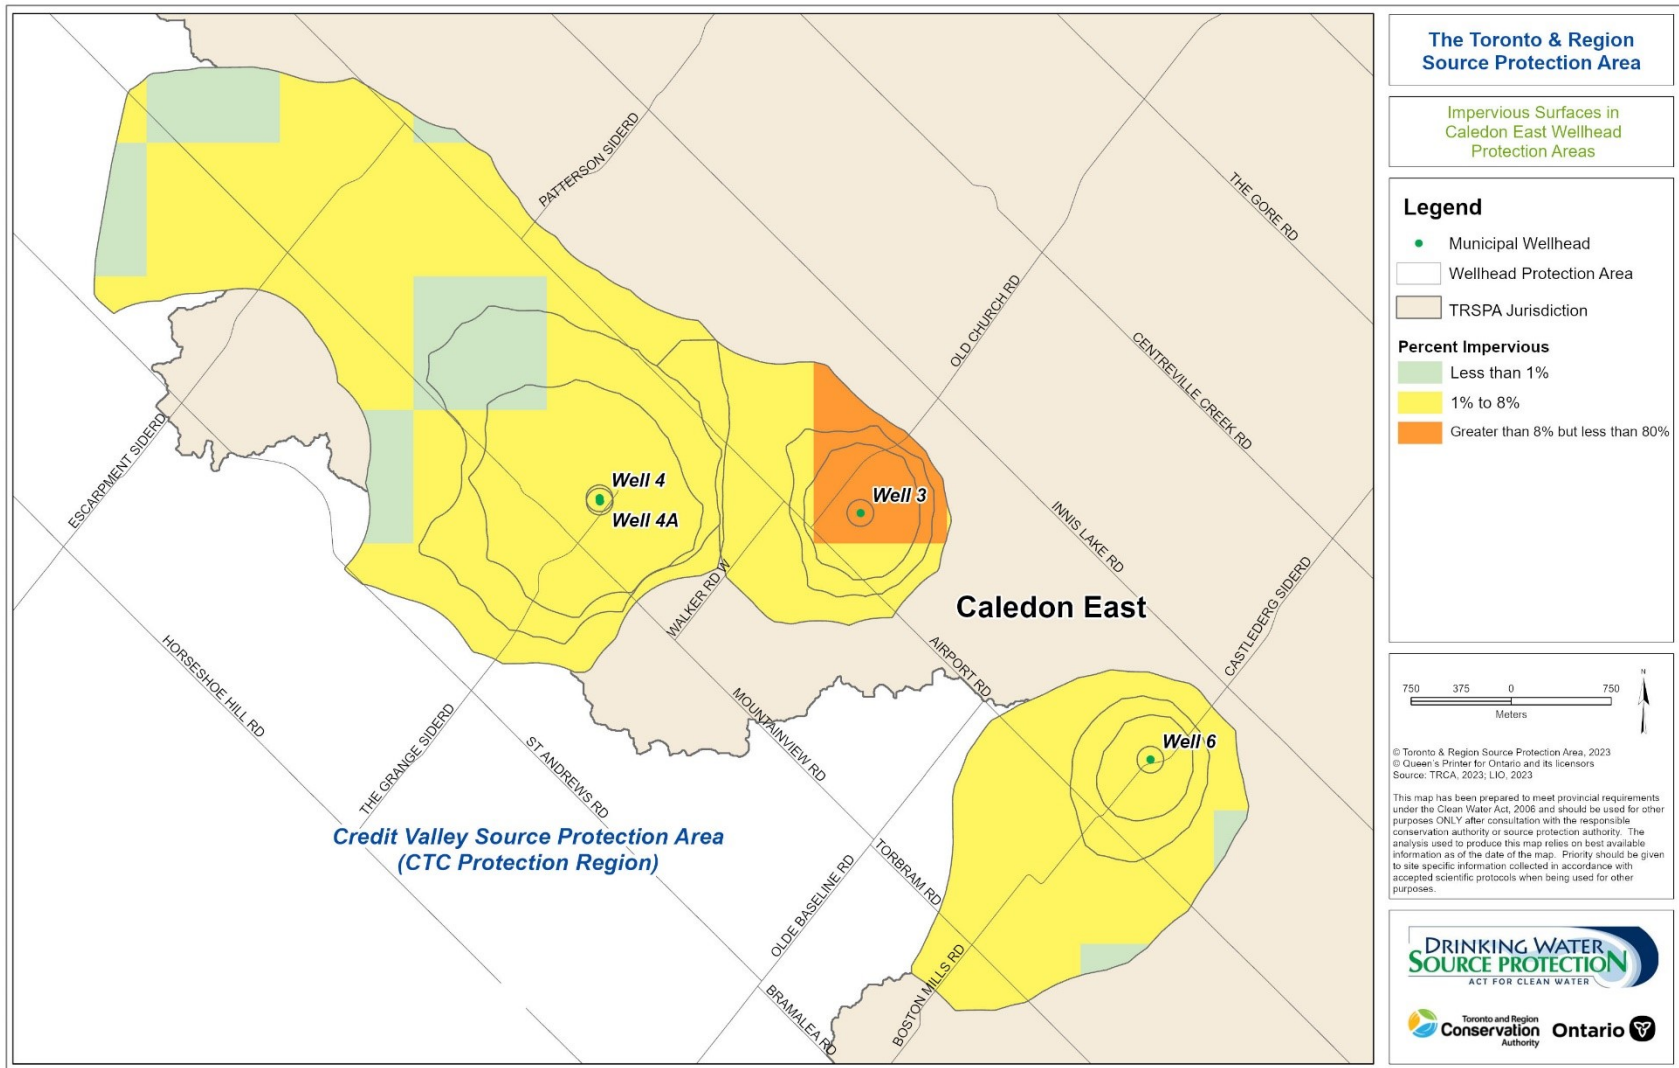 The Toronto & Region
Source Protection Area
Impervious Surfaces in
Caledon East Wellhead
Protection Areas
Legend
Municipal Wellhead
Wellhead Protection Area
TRSPA Jurisdiction
Percent Impervious
Less than 1%
1% to 8%
Greater than 8% but less than 80%
PATTERSON SIDERD
THE GORE RD
OLD CHURCH RD
CENTREVILLE CREEK RD
ESCARPMENT SIDERD
Well 4
Well 4A
Well 3
INNIS LAKE RD
WALKER RD W
Caledon East
CASTLEDERG SIDERD
HORSESHOE HILL RD
AIRPORT RD
MOUNTAINVIEW RD
THE GRANGE SIDERD
ST ANDREWS RD
Well 6
Credit Valley Source Protection Area
(CTC Protection Region)
TORBRAM RD
OLDE BASELINE RD
BOSTON MILLS RD
BRAMALEA RD
750 375 0 750
Meters
N
© Toronto & Region Source Protection Area, 2023
© Queen's Printer for Ontario and its licensors
Source: TRCA, 2023; LIO, 2023
This map has been prepared to meet provincial requirements
under the Clean Water Act, 2006 and should be used for other
purposes ONLY after consultation with the responsible
conservation authority or source protection authority. The
analysis used to produce this map relies on best available
information as of the date of the map. Priority should be given
to site specific information collected in accordance with
accepted scientific protocols when being used for other
purposes.
DRINKING WATER
SOURCE PROTECTION
ACT FOR CLEAN WATER
Toronto and Region
Conservation
Authority
Ontario